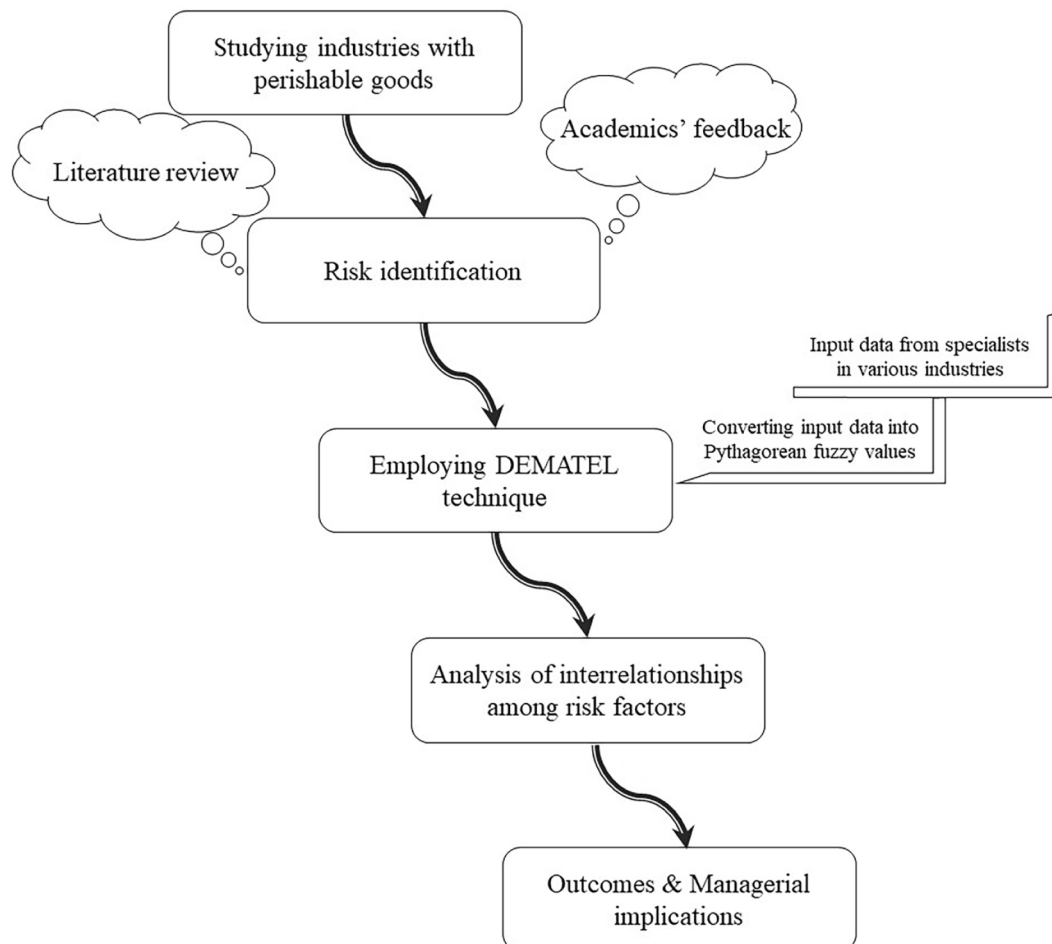 Studying industries with
perishable goods
Academics’ feedback
Literature review
Risk identification
Input data from specialists
in various industries
Converting input data into
Pythagorean fuzzy values
Employing DEMATEL
technique
Analysis of interrelationships
among risk factors
Outcomes & Managerial
implications